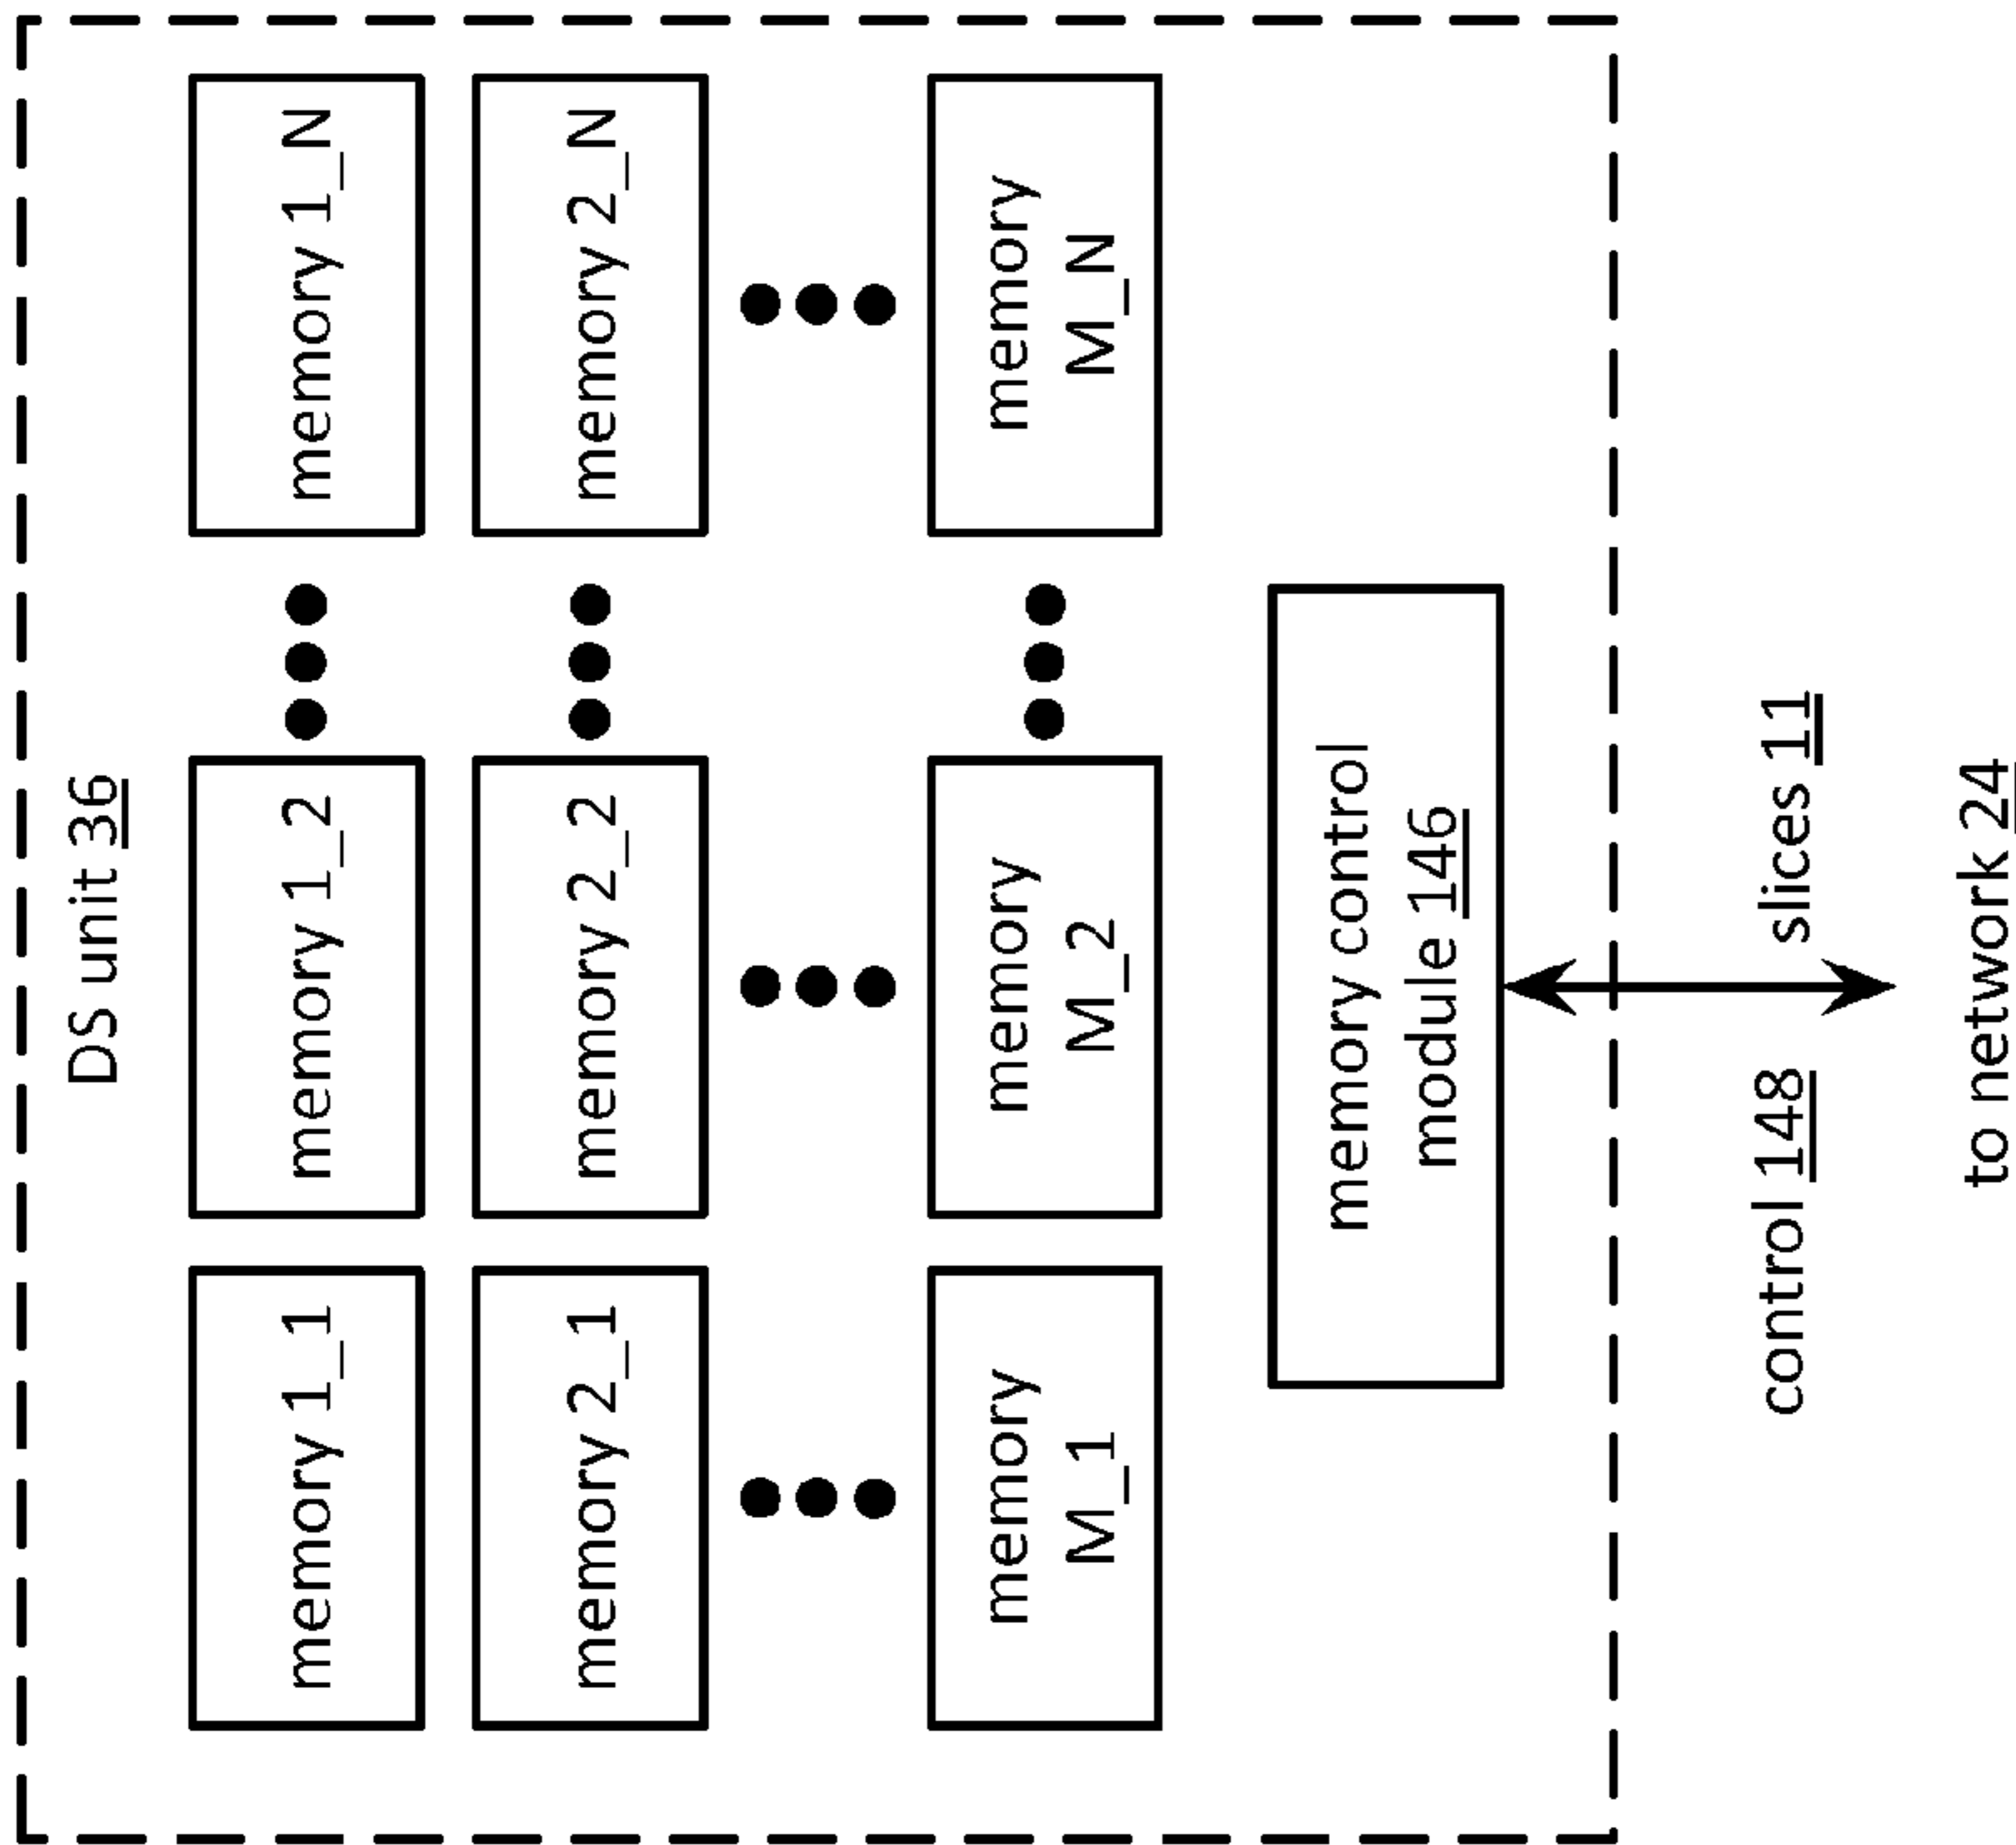 DS unit 36
memory 1_1
memory 1_2
memory 1_N
memory 2_1
memory 2_2
memory 2_N
memory
M_1
memory
M_2
memory
M_N
memory control
module 146
control 148
slices 11
to network 24